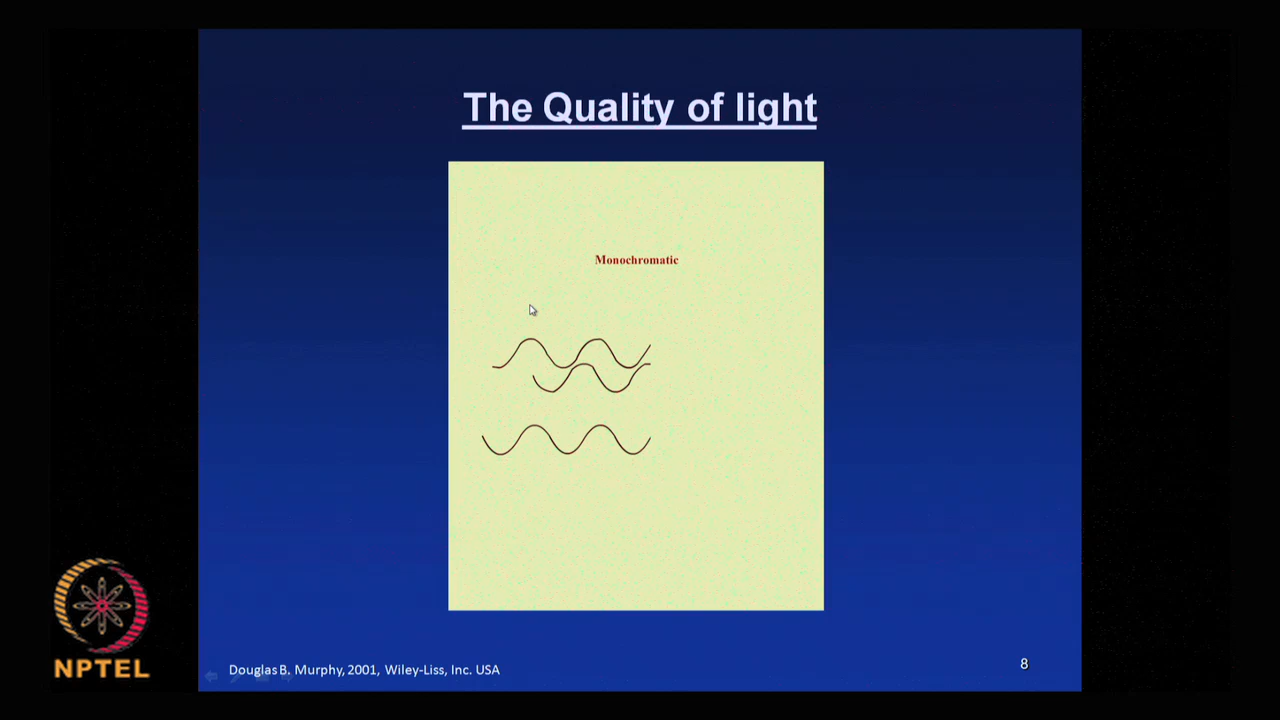 The Quality of light
Monochromatic
NPTEL
Douglas B. Murphy, 2001, Wiley-Liss, Inc. USA
8